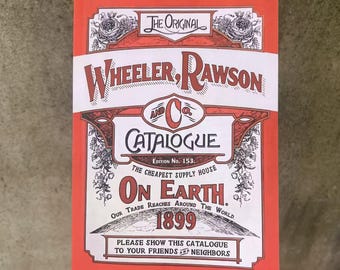 THE ORIGINAL
WHEELER, RAWSON
AND Co.
CATALOGUE
EDITION No. 153.
THE CHEAPEST SUPPLY HOUSE
ON EARTH.
OUR TRADE REACHES AROUND THE WORLD
1899
PLEASE SHOW THIS CATALOGUE
TO YOUR FRIENDS AND NEIGHBORS